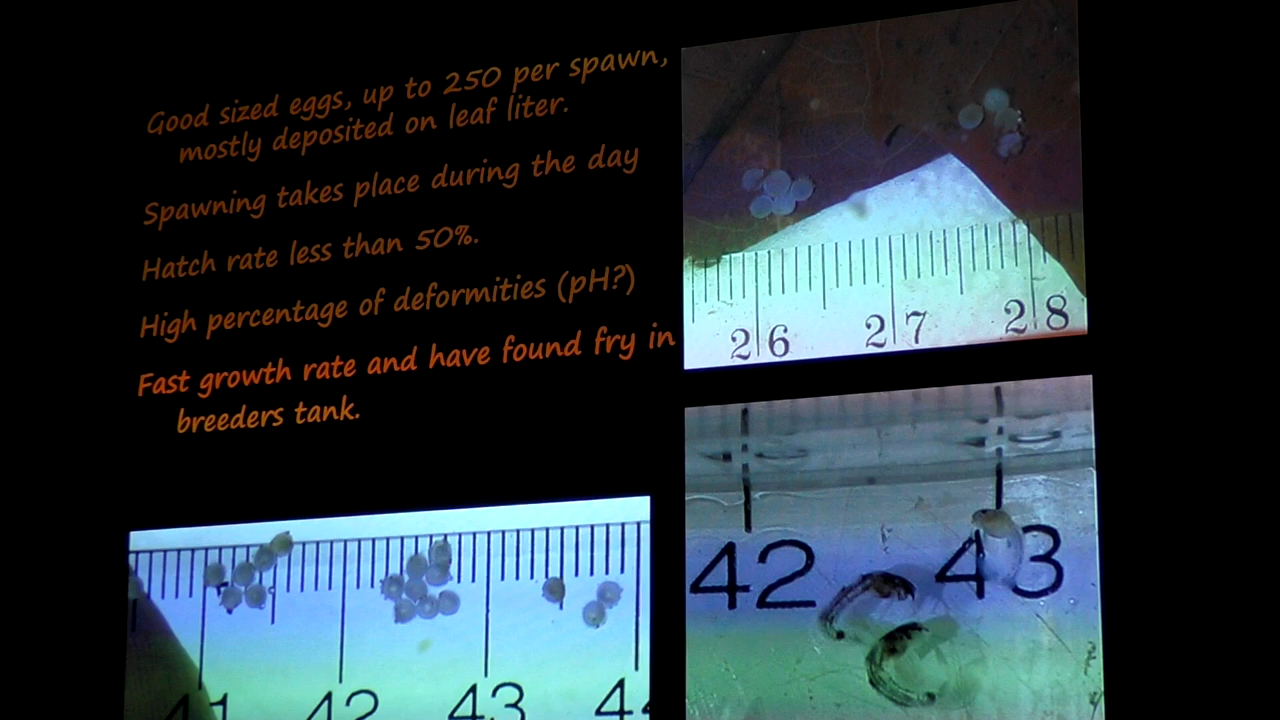 Good sized eggs, up to 250 per spawn,
mostly deposited on leaf liter.
Spawning takes place during the day
Hatch rate less than 50%.
High percentage of deformities (pH?)
Fast growth rate and have found fry in
breeders tank.
26 27 28
42 43
41 42 43 44